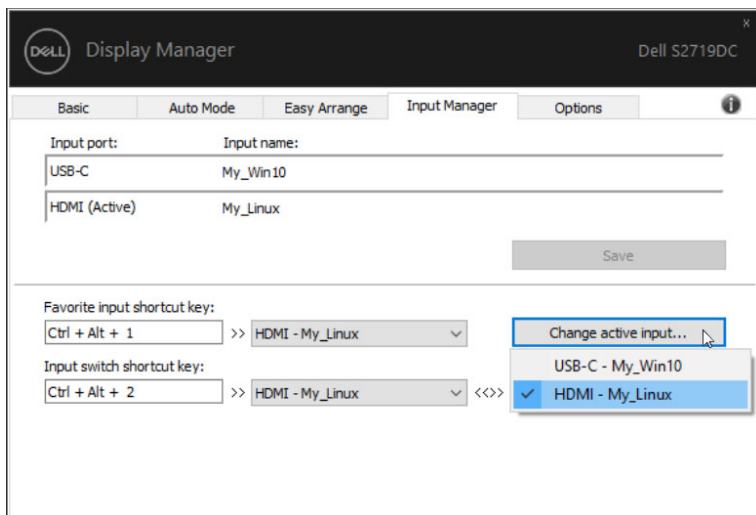 x
DELL Display Manager Dell S2719DC
Basic Auto Mode Easy Arrange Input Manager Options i
Input port: Input name:
USB-C My_Win10
HDMI (Active) My_Linux
Save
Favorite input shortcut key:
Ctrl + Alt + 1 >> HDMI - My_Linux Change active input...
Input switch shortcut key:
USB-C - My_Win10
Ctrl + Alt + 2 >> HDMI - My_Linux <<>> ✓ HDMI - My_Linux